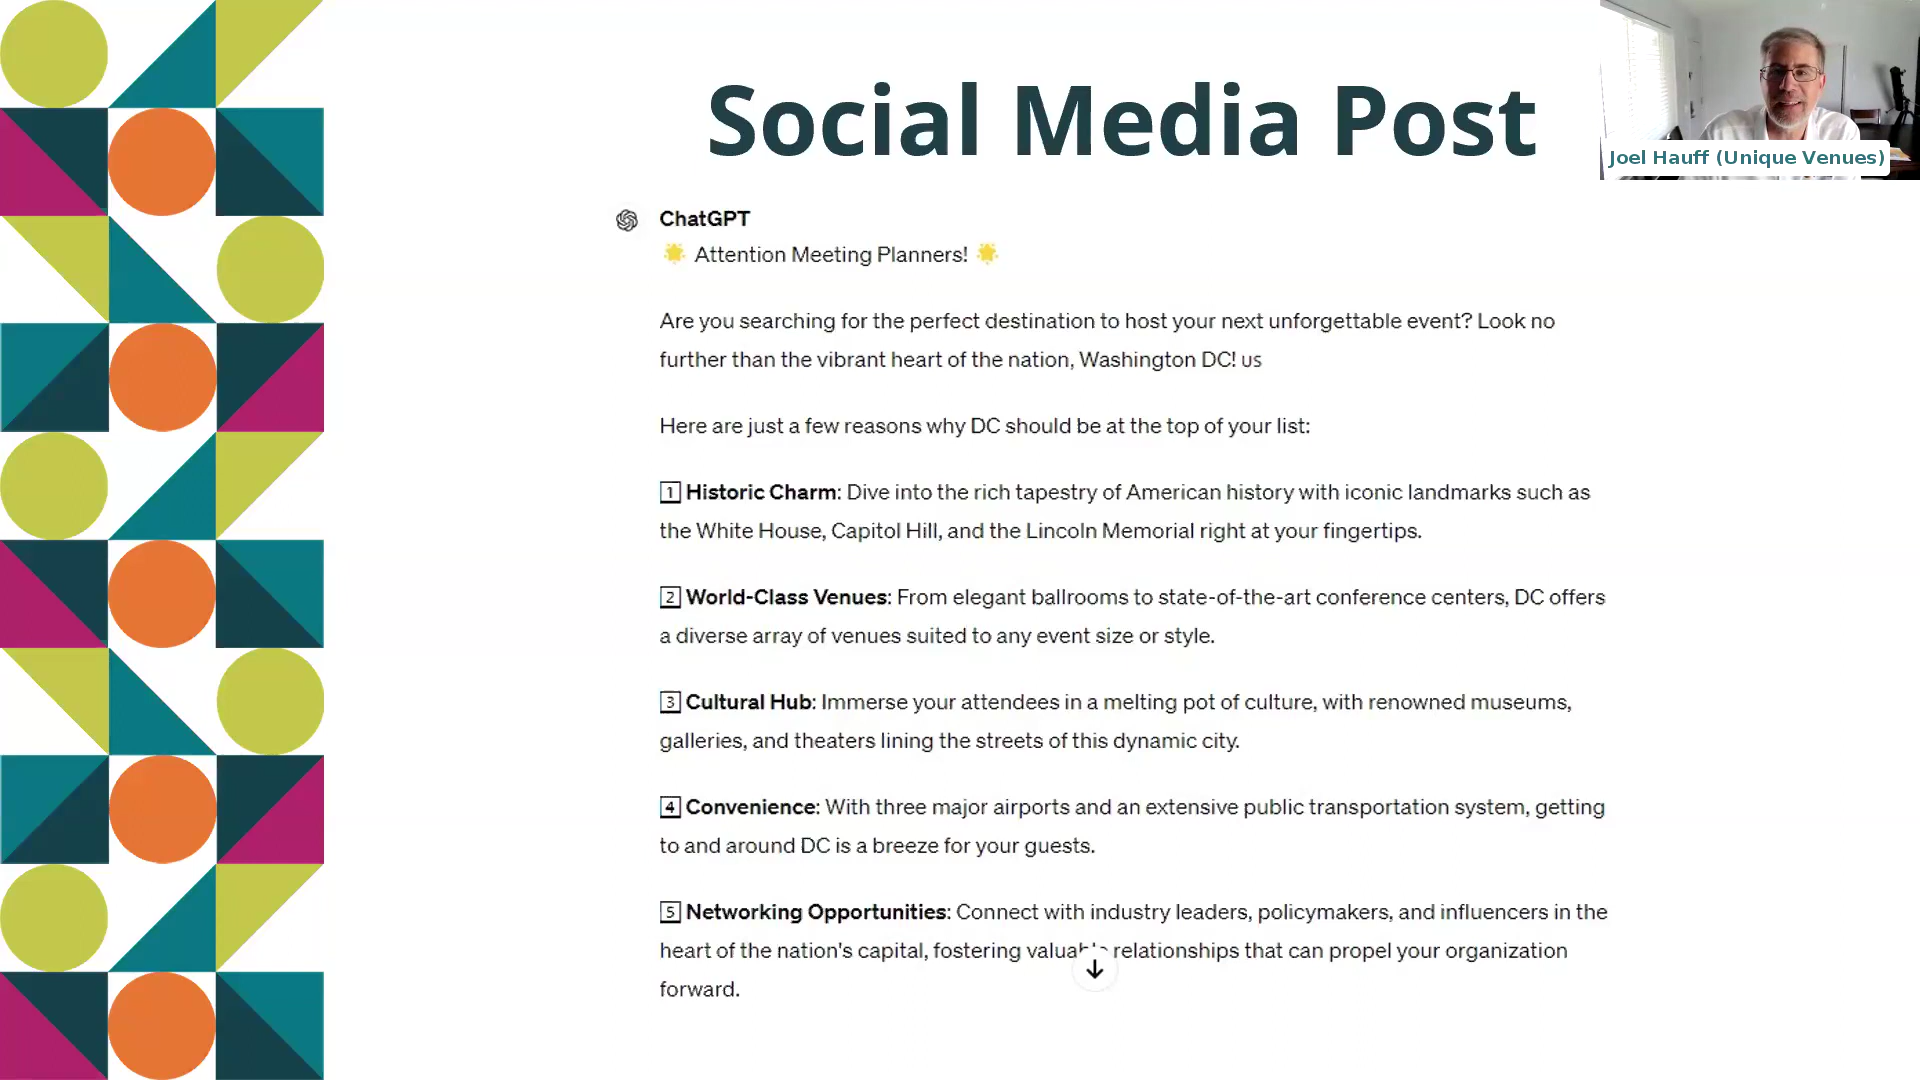 Social Media Post
Joel Hauff (Unique Venues)
ChatGPT
🌟 Attention Meeting Planners! 🌟
Are you searching for the perfect destination to host your next unforgettable event? Look no
further than the vibrant heart of the nation, Washington DC! us
Here are just a few reasons why DC should be at the top of your list:
1 Historic Charm: Dive into the rich tapestry of American history with iconic landmarks such as
the White House, Capitol Hill, and the Lincoln Memorial right at your fingertips.
2 World-Class Venues: From elegant ballrooms to state-of-the-art conference centers, DC offers
a diverse array of venues suited to any event size or style.
3 Cultural Hub: Immerse your attendees in a melting pot of culture, with renowned museums,
galleries, and theaters lining the streets of this dynamic city.
4 Convenience: With three major airports and an extensive public transportation system, getting
to and around DC is a breeze for your guests.
5 Networking Opportunities: Connect with industry leaders, policymakers, and influencers in the
heart of the nation's capital, fostering valuable relationships that can propel your organization
forward.